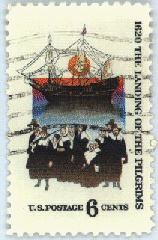 1620 THE LANDING OF THE PILGRIMS
U.S. POSTAGE 6 CENTS